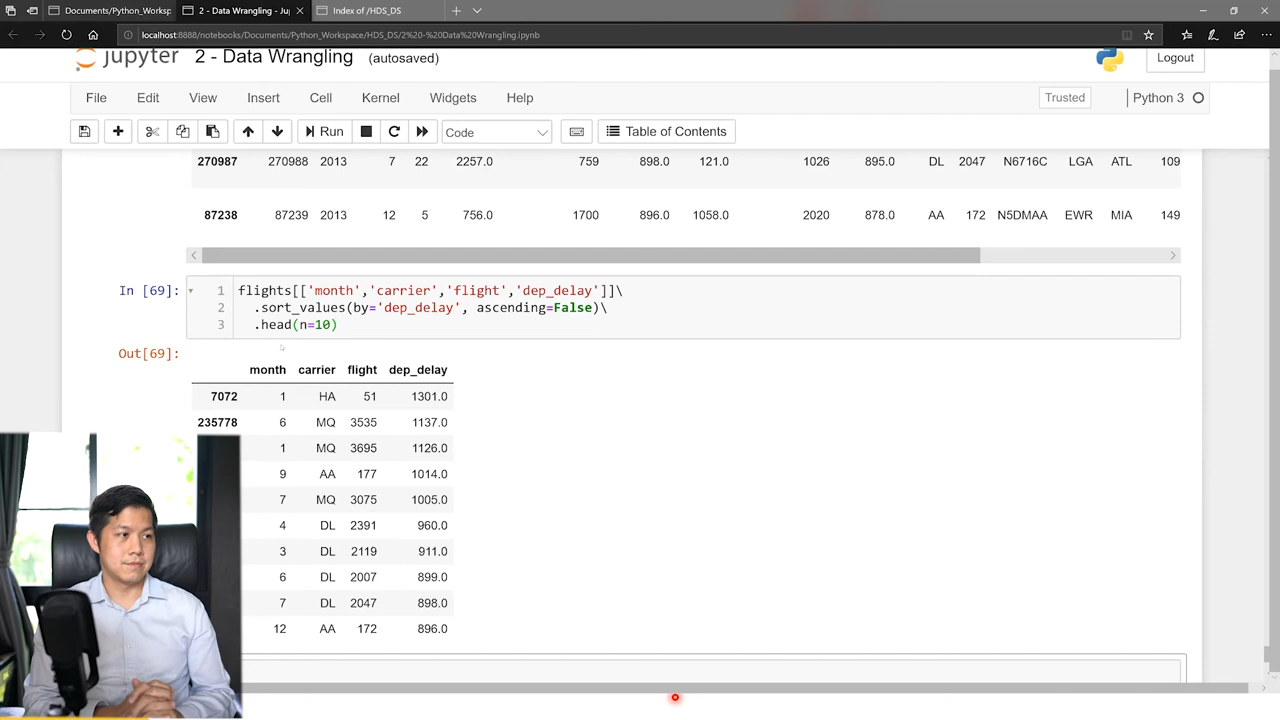 Documents/Python_Worksp
2 - Data Wrangling - Ju
Index of /HDS_DS
localhost:8888/notebooks/Documents/Python_Workspace/HDS_DS/2%20-%20Data%20Wrangling.ipynb
jupyter 2 - Data Wrangling (autosaved)
Logout
File Edit View Insert Cell Kernel Widgets Help
Trusted
Python 3
Run
Code
Table of Contents
270987 270988 2013 7 22 2257.0 759 898.0 121.0 1026 895.0 DL 2047 N6716C LGA ATL 109
87238 87239 2013 12 5 756.0 1700 896.0 1058.0 2020 878.0 AA 172 N5DMAA EWR MIA 149
In [69]:
1 flights[['month','carrier','flight','dep_delay']]\
2 .sort_values(by='dep_delay', ascending=False)\
3 .head(n=10)
Out[69]:
month carrier flight dep_delay
7072 1 HA 51 1301.0
235778 6 MQ 3535 1137.0
1 MQ 3695 1126.0
9 AA 177 1014.0
7 MQ 3075 1005.0
4 DL 2391 960.0
3 DL 2119 911.0
6 DL 2007 899.0
7 DL 2047 898.0
12 AA 172 896.0